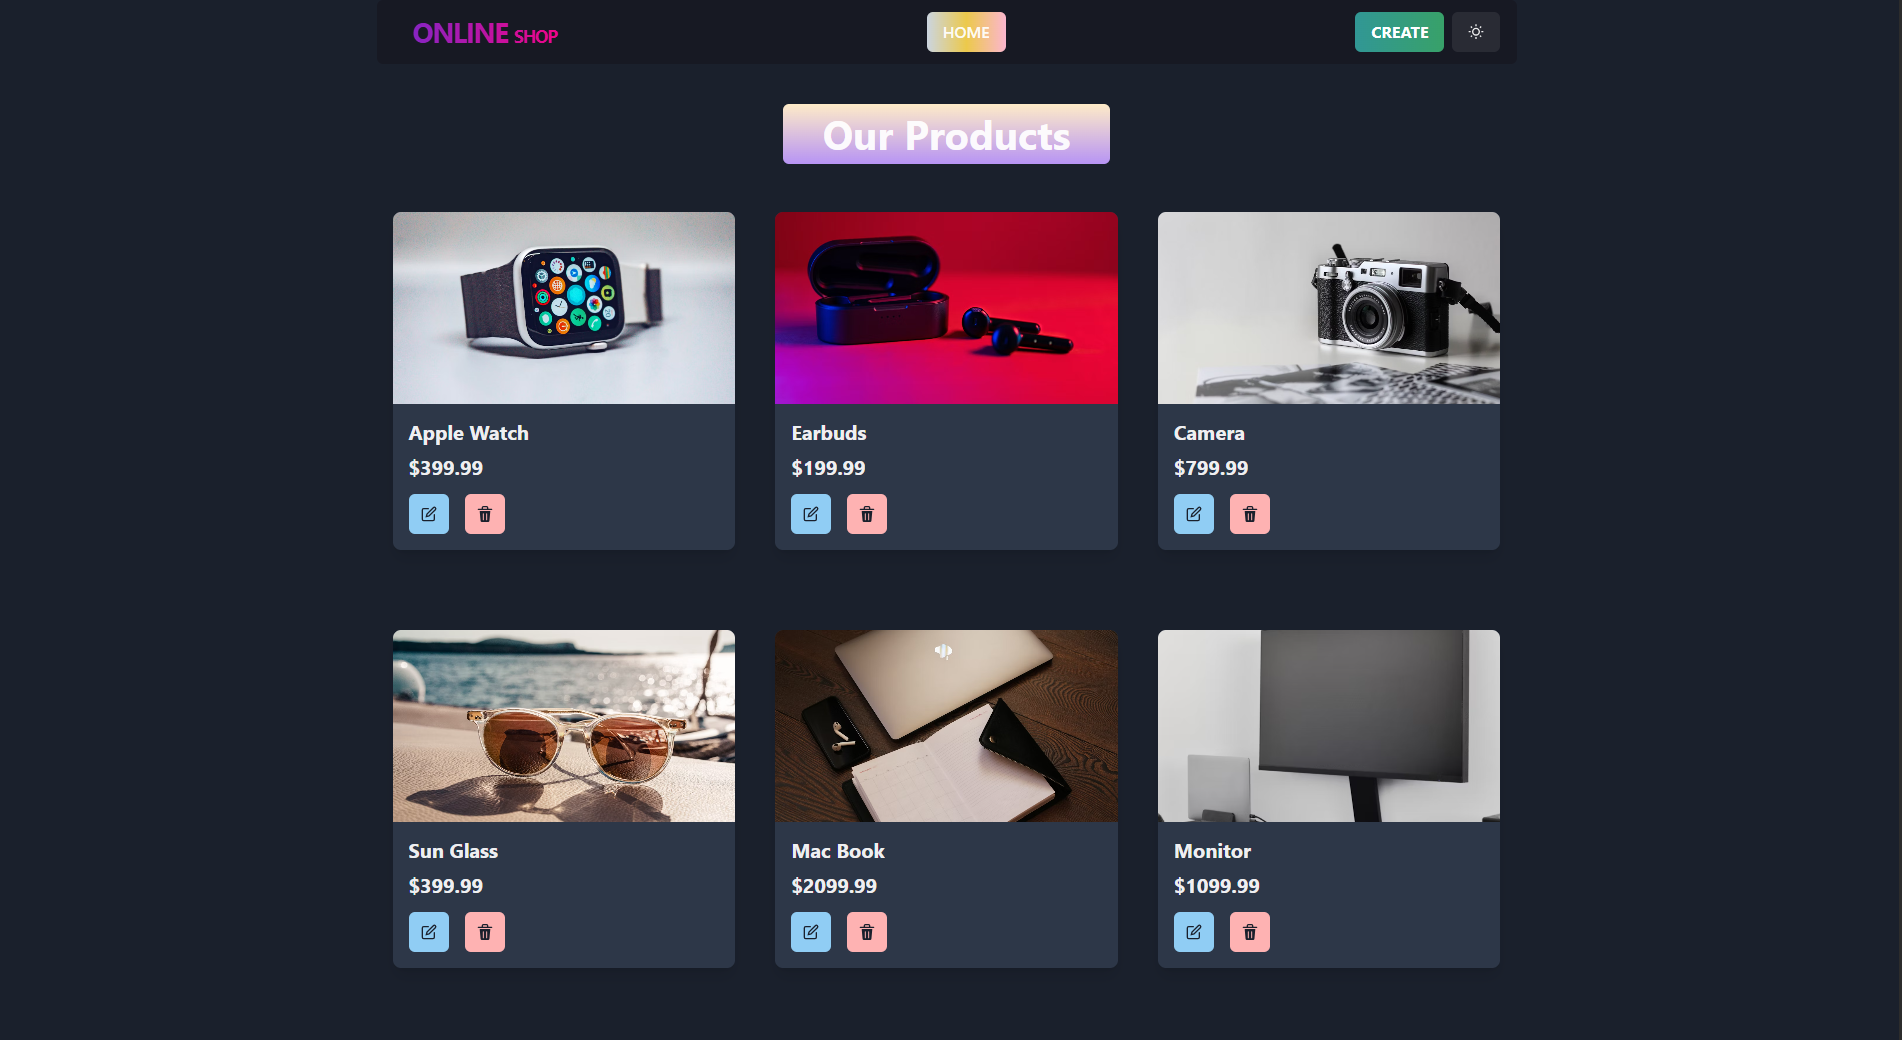 ONLINE SHOP
HOME
CREATE
Our Products
Apple Watch
$399.99
Earbuds
$199.99
Camera
$799.99
Sun Glass
$399.99
Mac Book
$2099.99
Monitor
$1099.99